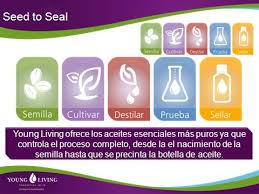 Seed to Seal
Semilla Cultivar Destilar Prueba Sellar
Semilla Cultivar Destilar Prueba Sellar
Young Living ofrece los aceites esenciales más puros ya que
controla el proceso completo, desde la el nacimiento de la
semilla hasta que se precinta la botella de aceite.
YOUNG LIVING